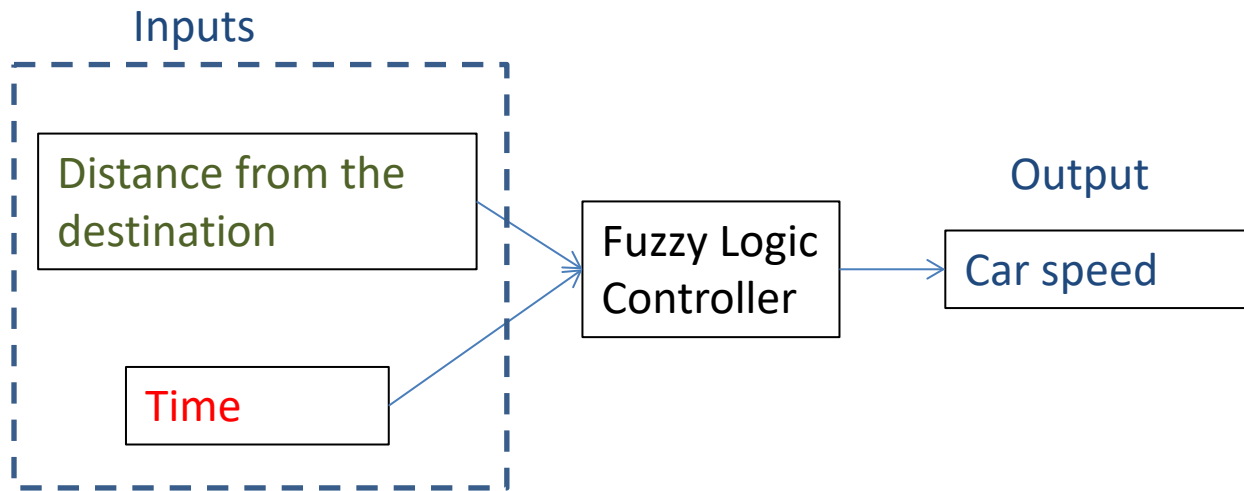 Inputs
Distance from the
destination
Time
Fuzzy Logic
Controller
Output
Car speed